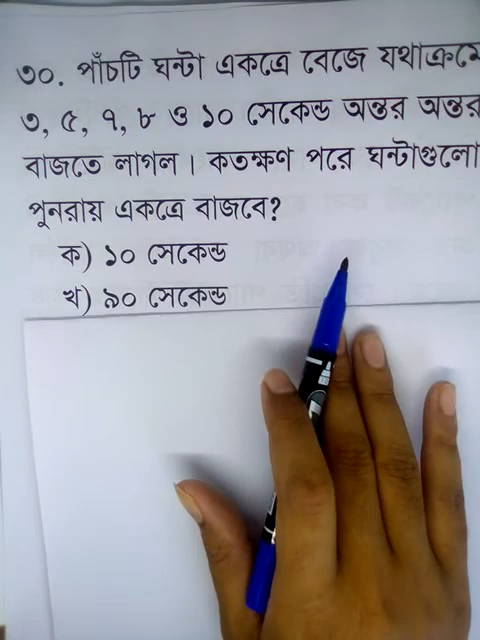 ৩০. পাঁচটি ঘন্টা একত্রে বেজে যথাক্রমে
৩, ৫, ৭, ৮ ও ১০ সেকেন্ড অন্তর অন্তর
বাজতে লাগল। কতক্ষণ পরে ঘন্টাগুলো
পুনরায় একত্রে বাজবে?
ক) ১০ সেকেন্ড
খ) ৯০ সেকেন্ড